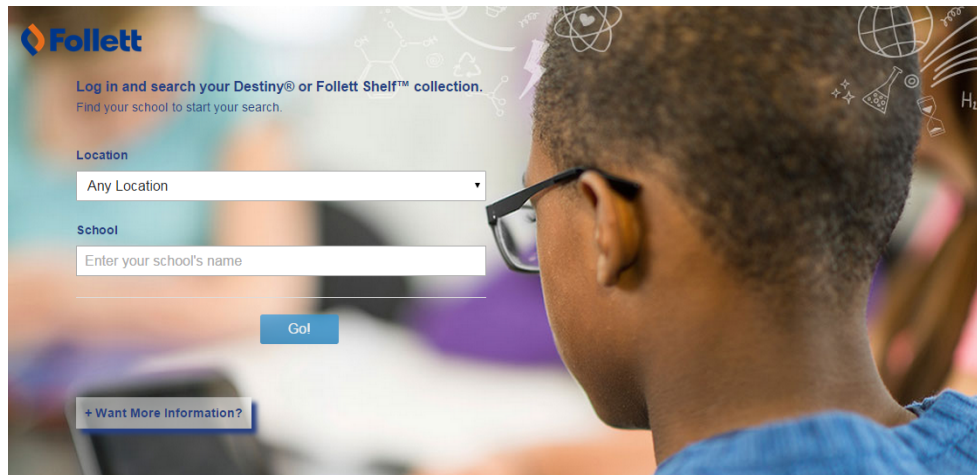 Follett
Log in and search your Destiny® or Follett Shelf™ collection.
Find your school to start your search.
Location
Any Location
School
Enter your school's name
Go!
+ Want More Information?